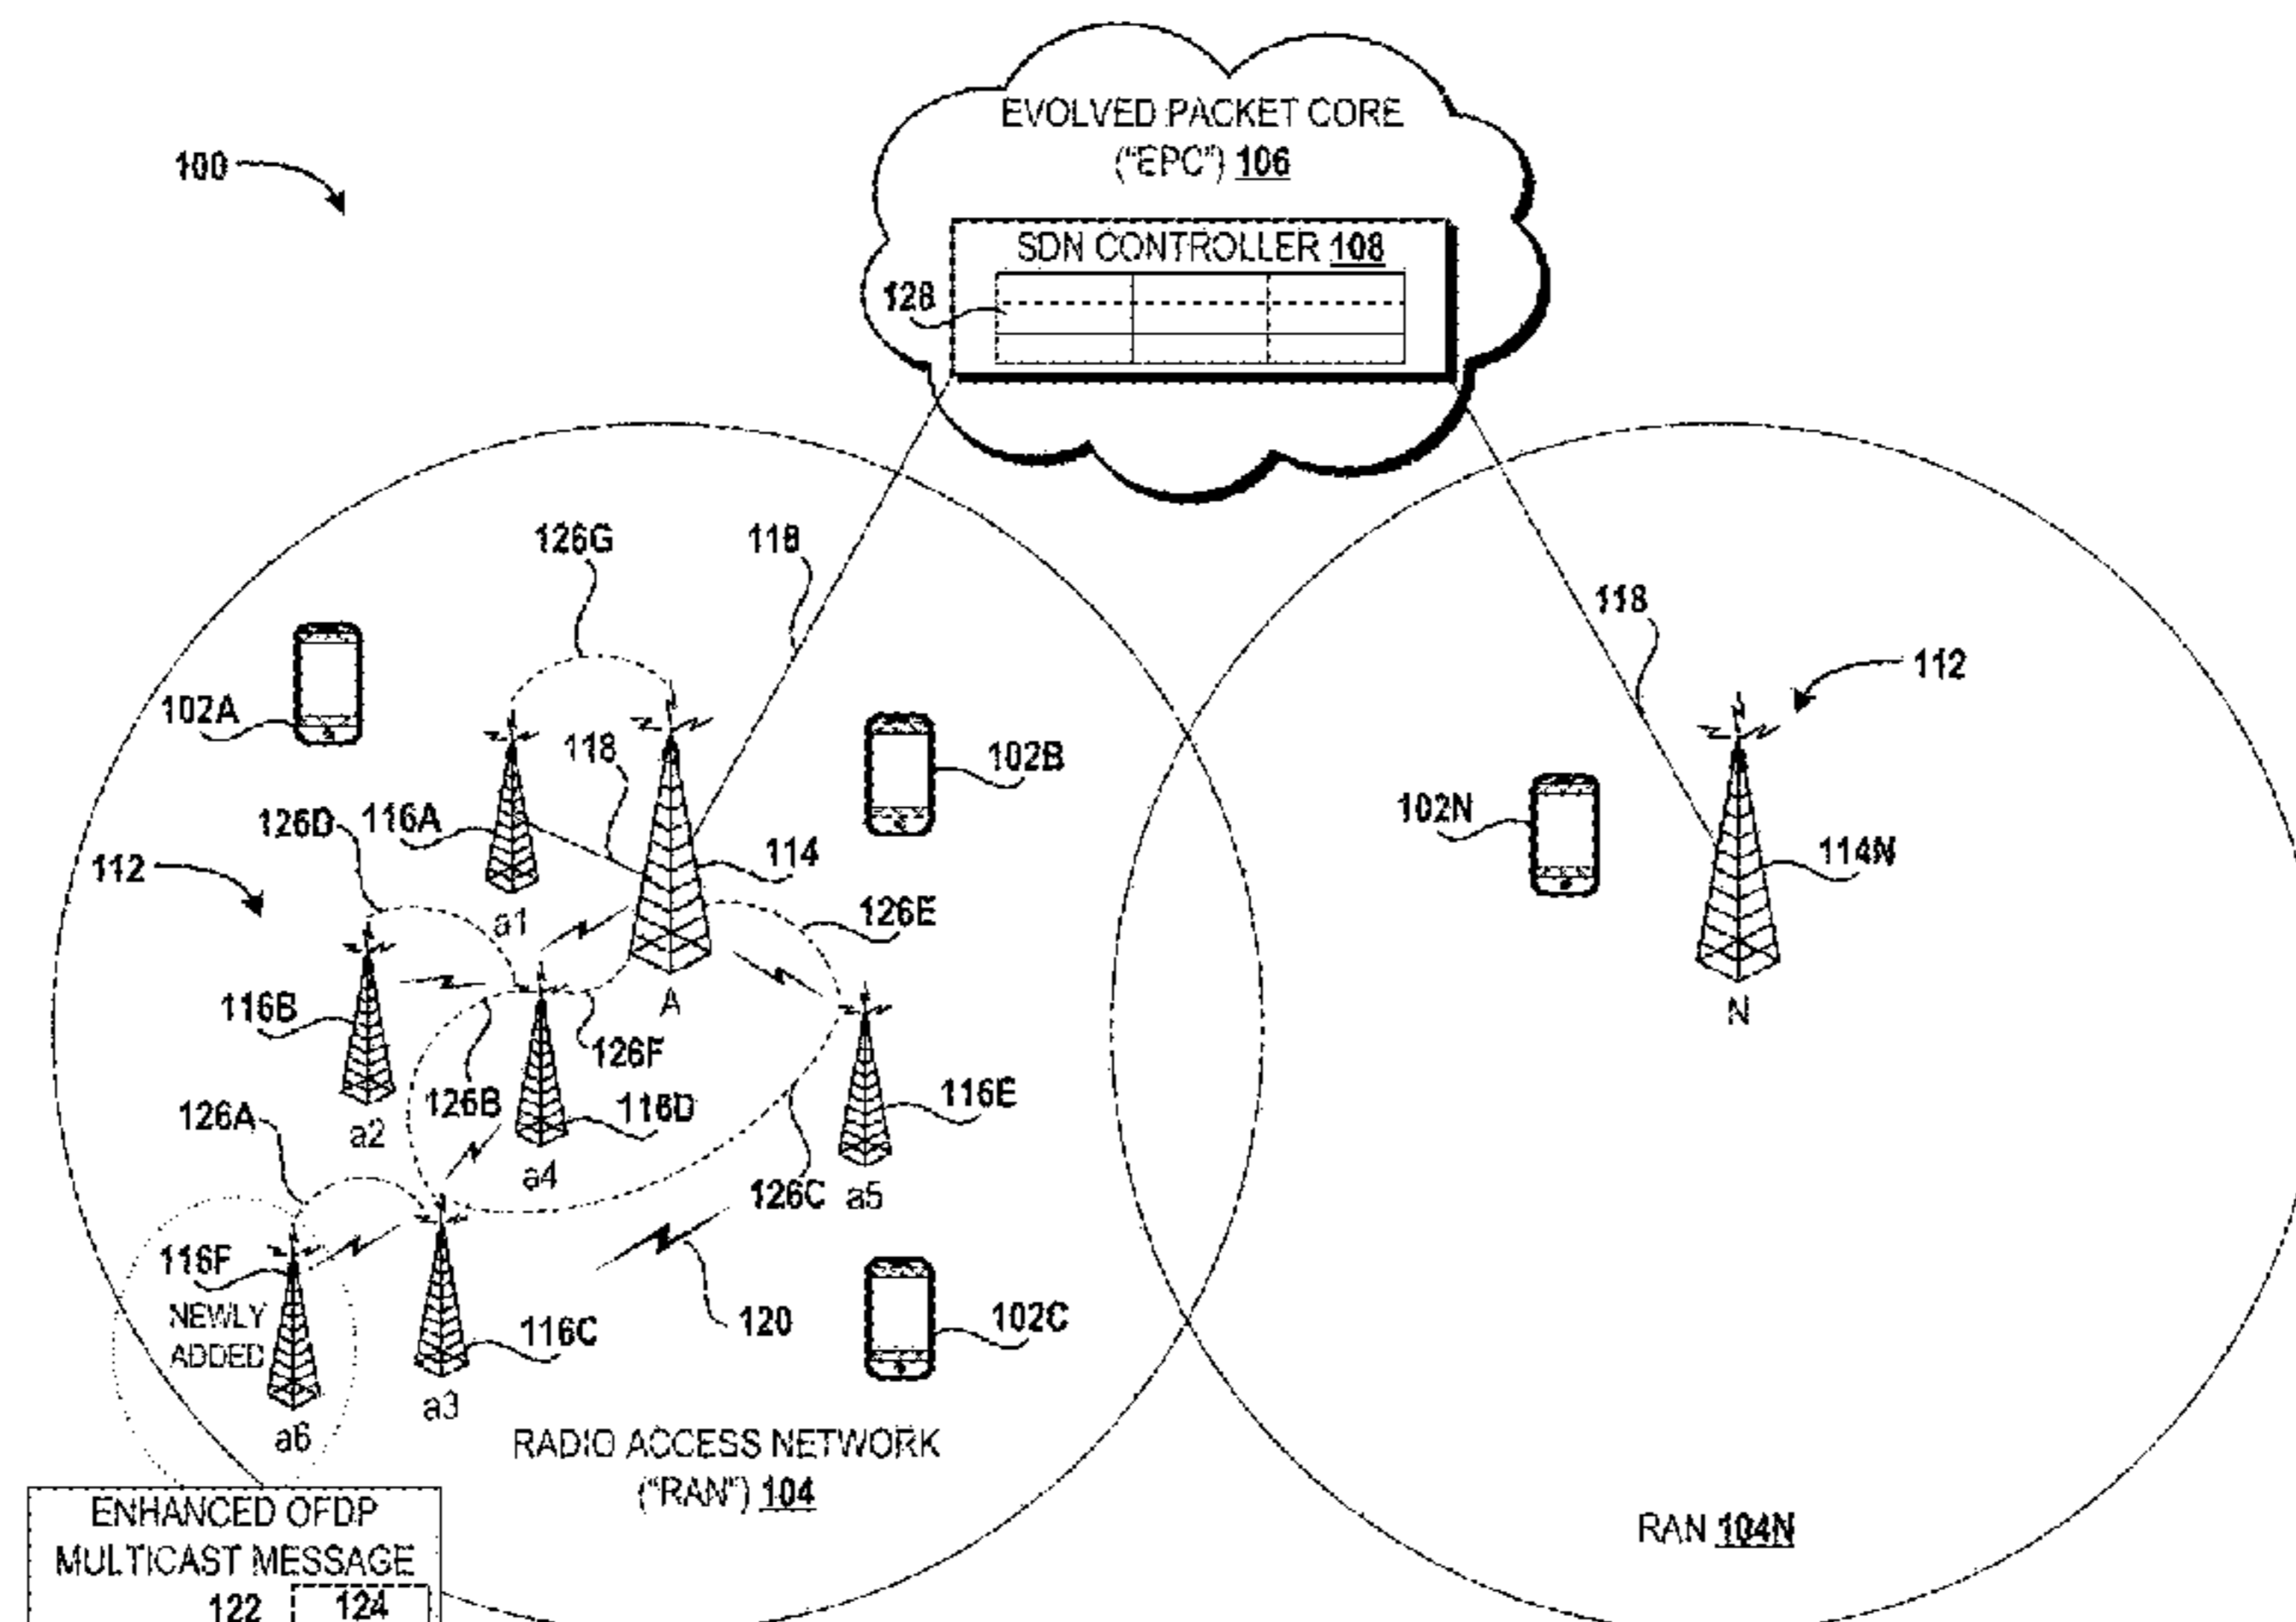 EVOLVED PACKET CORE
("EPC") 106
100
SDN CONTROLLER 108
128
126G
118
118
112
102A
102B
118
126D
116A
102N
112
114
114N
a1
126E
116B
A
N
126F
126B
116D
116E
126A
a2
a4
126C
a5
116F
NEWLY
ADDED
116C
120
102C
a3
a6
RADIO ACCESS NETWORK
("RAN") 104
ENHANCED OFDP
MULTICAST MESSAGE
122
124
RAN 104N